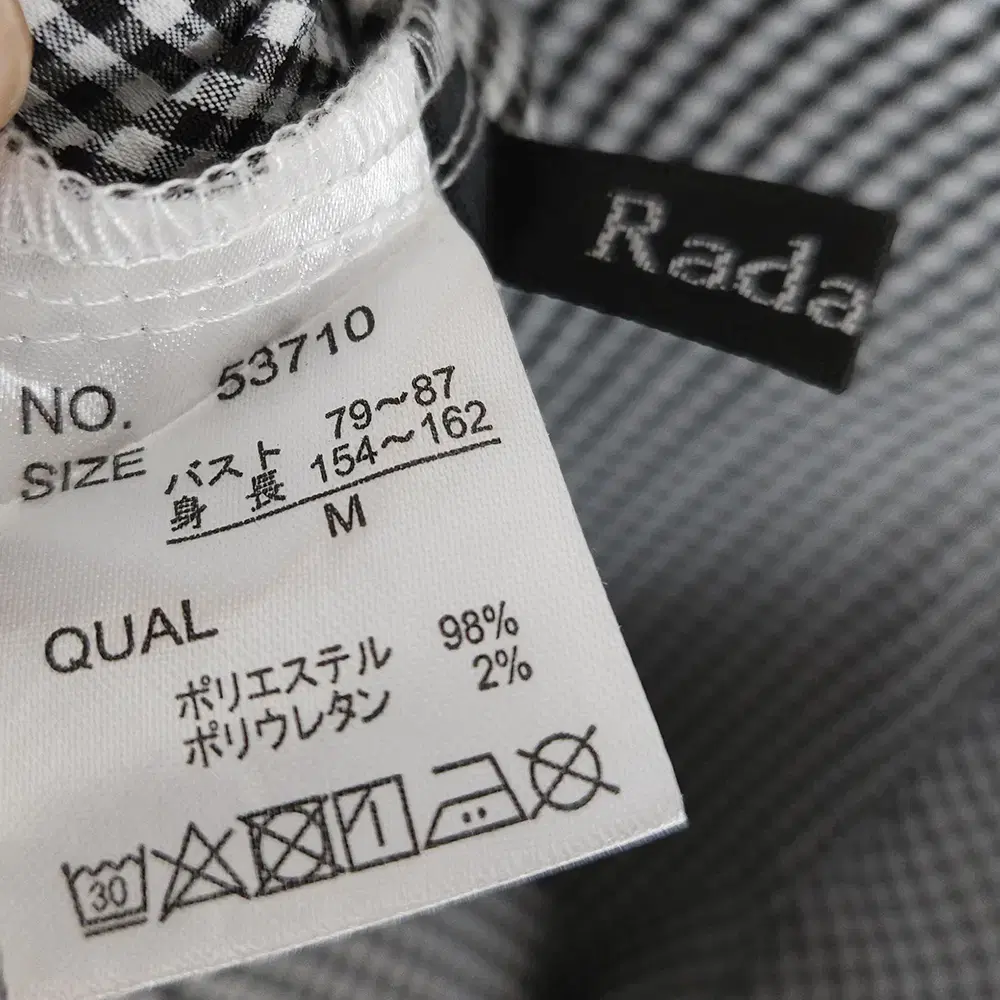 Rada
NO. 53710
SIZE バスト 79～87
身長 154～162
M
QUAL
ポリエステル 98%
ポリウレタン 2%
30